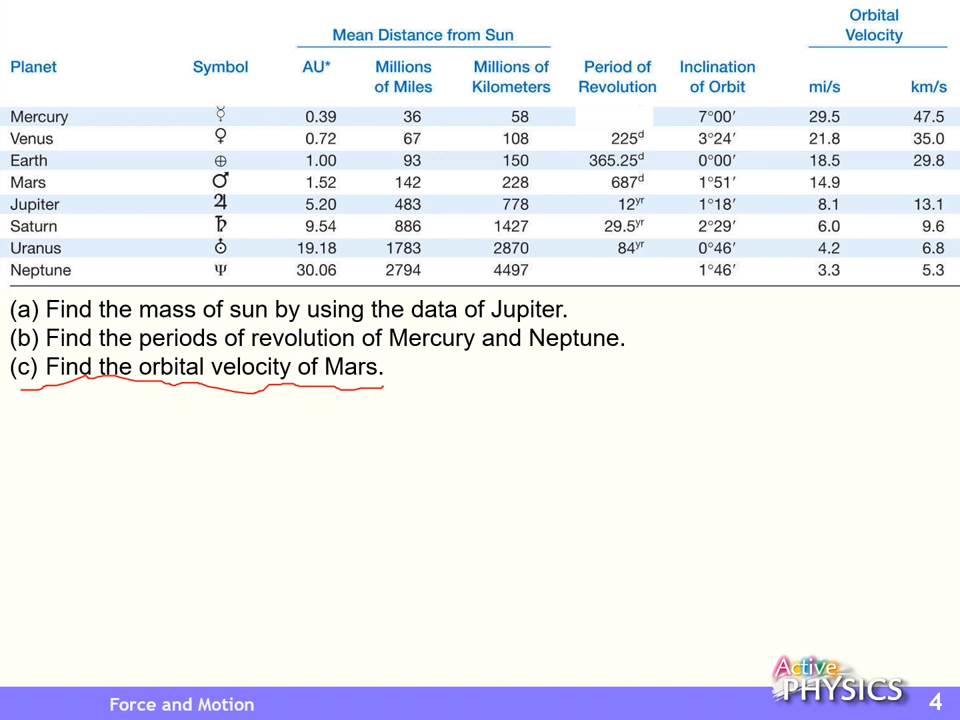 Orbital
Mean Distance from Sun Velocity
Planet Symbol AU* Millions of Miles Millions of Kilometers Period of Revolution Inclination of Orbit mi/s km/s
Mercury ☿ 0.39 36 58 7°00′ 29.5 47.5
Venus ♀ 0.72 67 108 225d 3°24′ 21.8 35.0
Earth ⊕ 1.00 93 150 365.25d 0°00′ 18.5 29.8
Mars ♂ 1.52 142 228 687d 1°51′ 14.9
Jupiter ♃ 5.20 483 778 12yr 1°18′ 8.1 13.1
Saturn ♄ 9.54 886 1427 29.5yr 2°29′ 6.0 9.6
Uranus ⛢ 19.18 1783 2870 84yr 0°46′ 4.2 6.8
Neptune Ψ 30.06 2794 4497 1°46′ 3.3 5.3
(a) Find the mass of sun by using the data of Jupiter.
(b) Find the periods of revolution of Mercury and Neptune.
(c) Find the orbital velocity of Mars.
Active
PHYSICS
Force and Motion 4